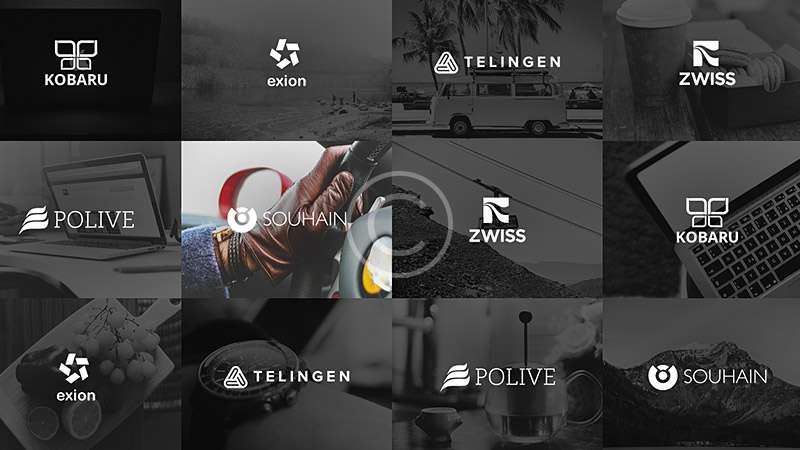 KOBARU
exion
TELINGEN
ZWISS
POLIVE
SOUHAIN
ZWISS
KOBARU
exion
TELINGEN
POLIVE
SOUHAIN